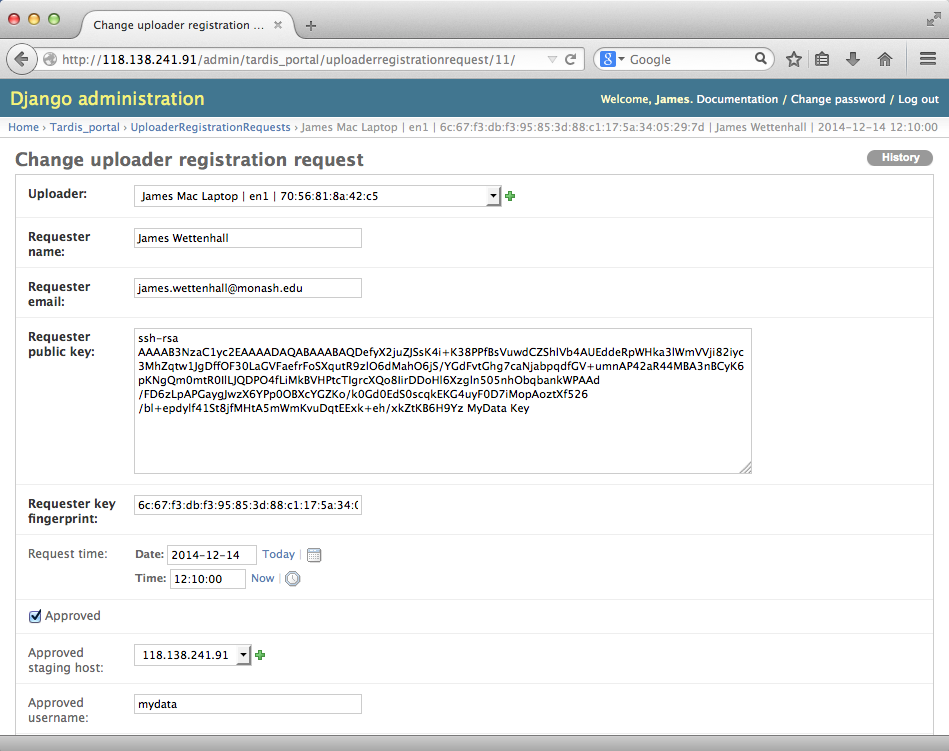 Change uploader registration ...
http://118.138.241.91/admin/tardis_portal/uploaderregistrationrequest/11/
Google
Django administration
Welcome, James. Documentation / Change password / Log out
Home › Tardis_portal › UploaderRegistrationRequests › James Mac Laptop | en1 | 6c:67:f3:db:f3:95:85:3d:88:c1:17:5a:34:05:29:7d | James Wettenhall | 2014-12-14 12:10:00
Change uploader registration request
History
Uploader:
James Mac Laptop | en1 | 70:56:81:8a:42:c5
Requester
name:
James Wettenhall
Requester
email:
james.wettenhall@monash.edu
Requester
public key:
ssh-rsa
AAAAB3NzaC1yc2EAAAADAQABAAABAQDefyX2juZJSsK4i+K38PPfBsVuwdCZShlVb4AUEddeRpWHka3lWmVVji82iyc
3MhZqtw1JgDffOF30LaGVFaefrFoSXqutR9zlO6dMahO6jS/YGdFvtGhg7caNjabpqdfGV+umnAP42aR44MBA3nBCyK6
pKNgQm0mtR0IlLJQDPO4fLiMkBVHPtcTIgrcXQo8IirDDoHl6Xzgln505nhObqbankWPAAd
/FD6zLpAPGaygJwzX6YPp0OBXcYGZKo/k0Gd0EdS0scqkEKG4uyF0D7iMopAoztXf526
/bl+epdylf41St8jfMHtA5mWmKvuDqtEExk+eh/xkZtKB6H9Yz MyData Key
Requester key
fingerprint:
6c:67:f3:db:f3:95:85:3d:88:c1:17:5a:34:0
Request time:
Date: 2014-12-14 Today |
Time: 12:10:00 Now |
Approved
Approved
staging host:
118.138.241.91
Approved
username:
mydata